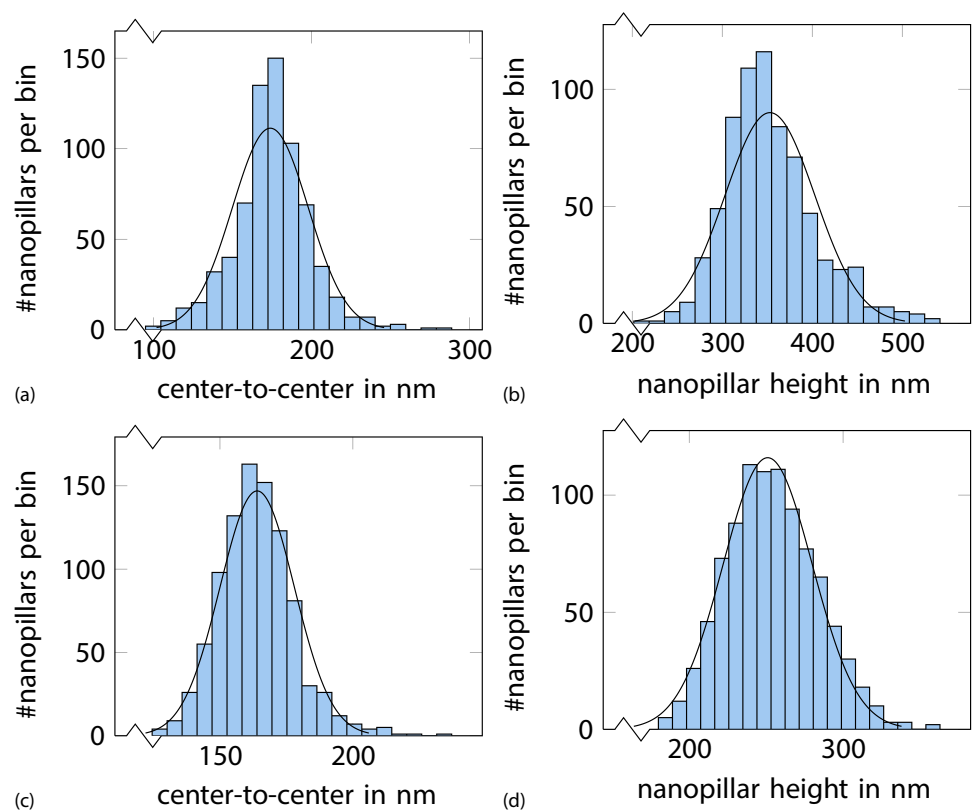 150
100
50
0
#nanopillars per bin
100
200
300
center-to-center in nm
(a)
100
50
0
#nanopillars per bin
200
300
400
500
nanopillar height in nm
(b)
150
100
50
0
#nanopillars per bin
150
200
center-to-center in nm
(c)
100
50
0
#nanopillars per bin
200
300
nanopillar height in nm
(d)